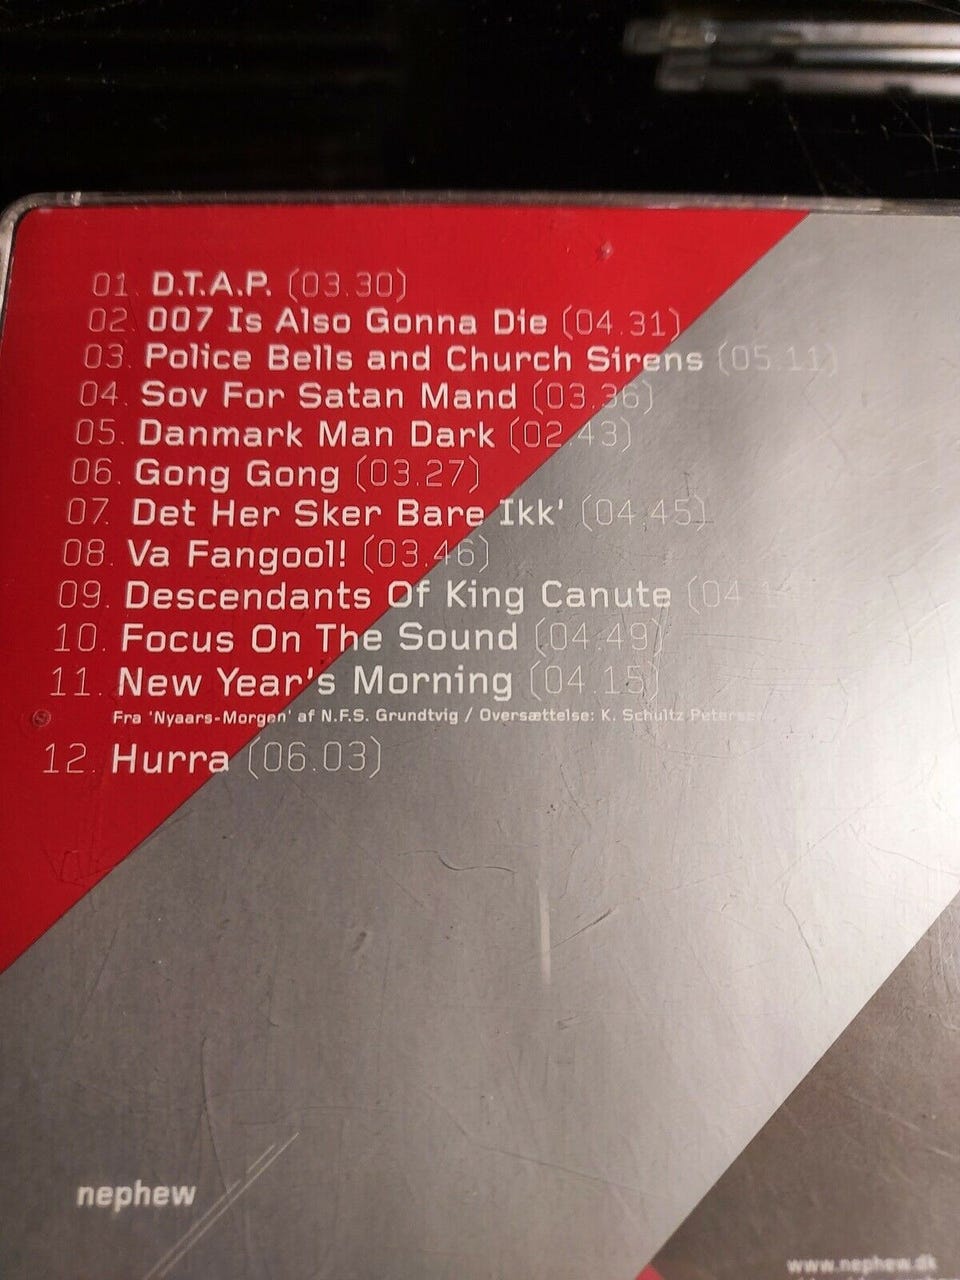 01. D.T.A.P. (03.30)
02. 007 Is Also Gonna Die (04.31)
03. Police Bells and Church Sirens (05.11)
04. Sov For Satan Mand (03.36)
05. Danmark Man Dark (02.43)
06. Gong Gong (03.27)
07. Det Her Sker Bare Ikk' (04.45)
08. Va Fangool! (03.46)
09. Descendants Of King Canute
10. Focus On The Sound (04.49)
11. New Year's Morning (04.15)
Fra 'Nyaars-Morgen' af N.F.S. Grundtvig / Oversættelse: K. Schultz Petersen
12. Hurra (06.03)
nephew
www.nephew.dk